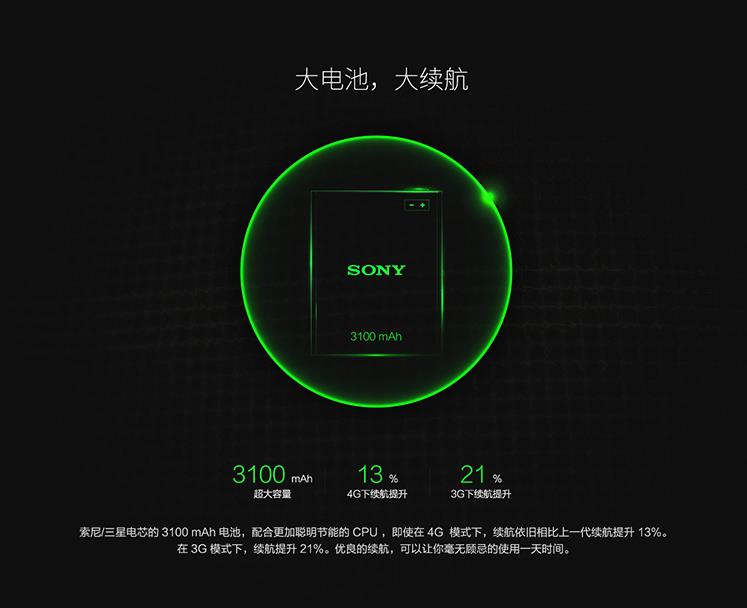 大电池，大续航
− +
SONY
3100 mAh
3100 mAh 13 % 21 %
超大容量 4G下续航提升 3G下续航提升
索尼/三星电芯的 3100 mAh 电池，配合更加聪明节能的 CPU ，即使在 4G 模式下，续航依旧相比上一代续航提升 13%。
在 3G 模式下，续航提升 21%。优良的续航，可以让你毫无顾忌的使用一天时间。